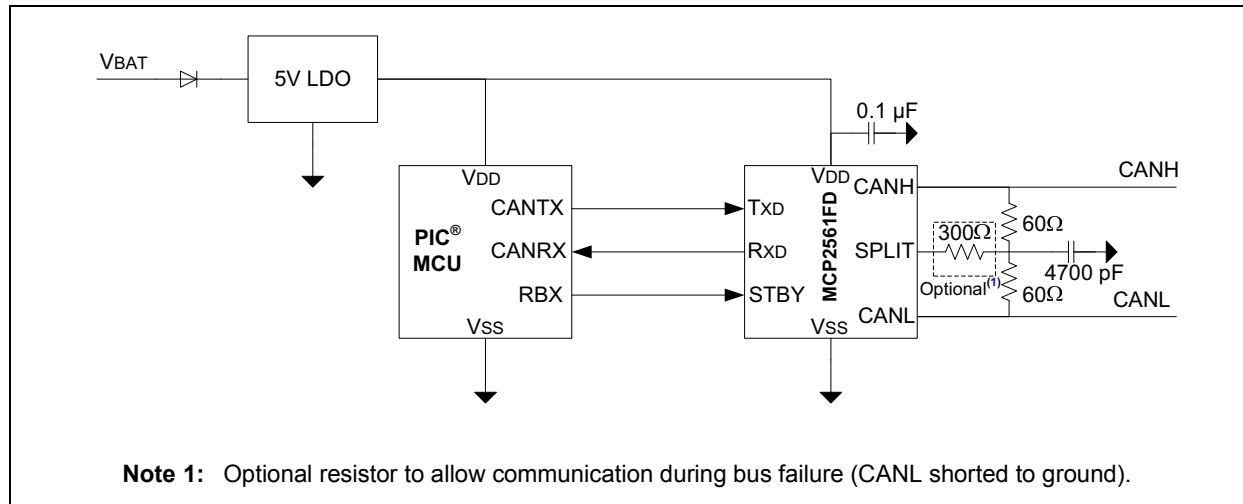 VBAT
5V LDO
0.1 µF
VDD
VDD
CANH
CANH
CANTX
TXD
60Ω
PIC®
MCU
CANRX
RXD
MCP2561FD
SPLIT
300Ω
4700 pF
Optional(1)
RBX
STBY
60Ω
CANL
CANL
VSS
VSS
Note 1: Optional resistor to allow communication during bus failure (CANL shorted to ground).